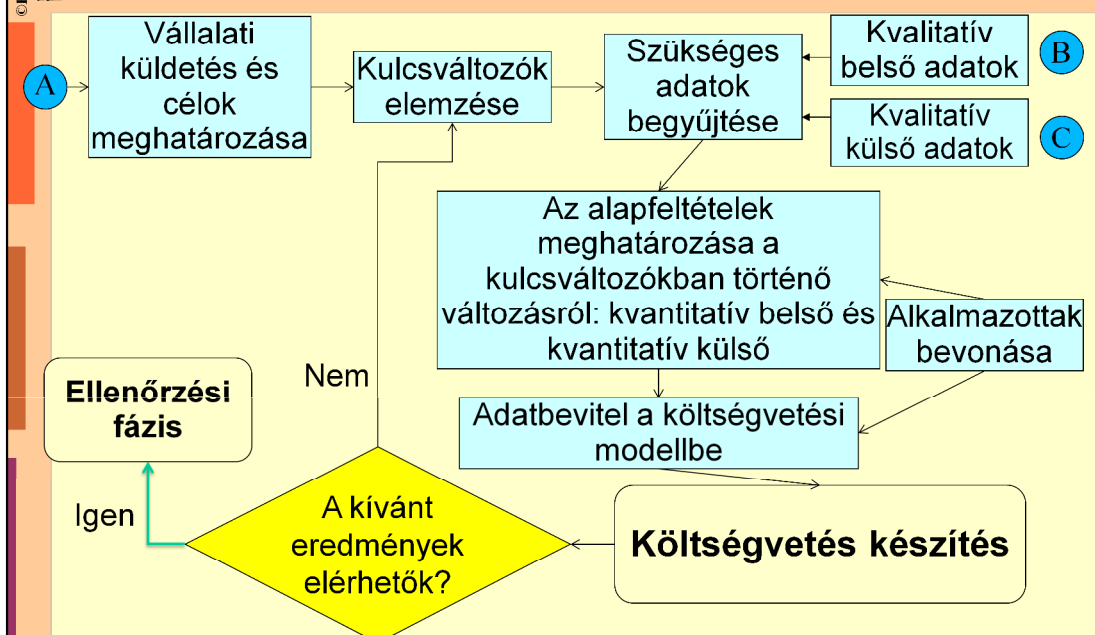 ©
A
Vállalati
küldetés és
célok
meghatározása
Kulcsváltozók
elemzése
Szükséges
adatok
begyűjtése
Kvalitatív
belső adatok
B
Kvalitatív
külső adatok
C
Az alapfeltételek
meghatározása a
kulcsváltozókban történő
változásról: kvantitatív belső és
kvantitatív külső
Alkalmazottak
bevonása
Adatbevitel a költségvetési
modellbe
Költségvetés készítés
A kívánt
eredmények
elérhetők?
Nem
Igen
Ellenőrzési
fázis